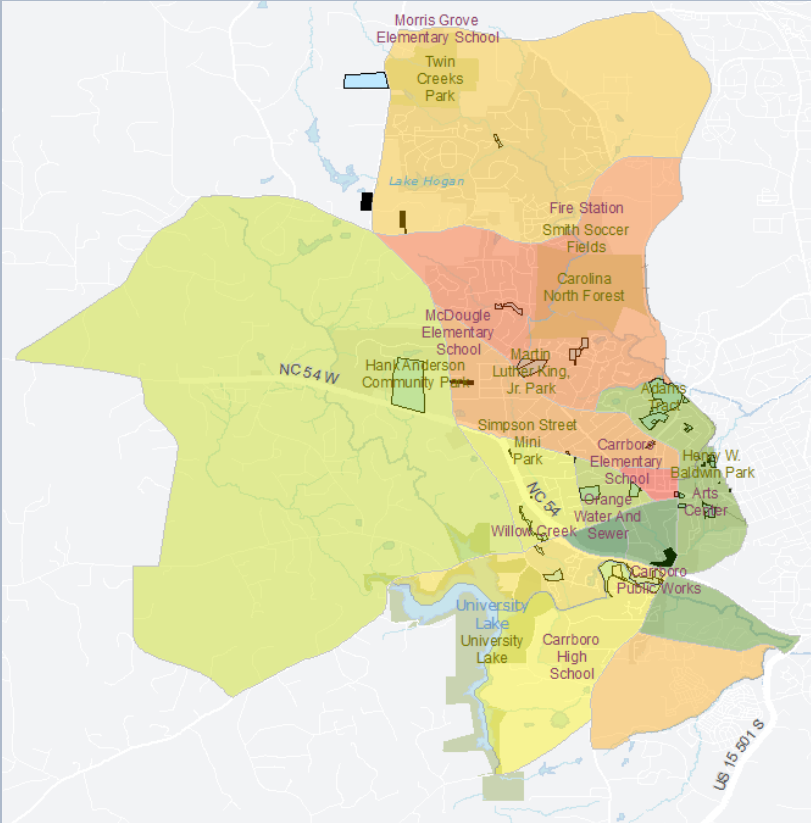 Morris Grove
Elementary School
Twin
Creeks
Park
Lake Hogan
Fire Station
Smith Soccer
Fields
Carolina
North Forest
McDougle
Elementary
School
Martin
Luther King,
Jr. Park
NC 54 W
Hank Anderson
Community Park
Adams
Tract
Simpson Street
Mini
Park
Carrboro
Elementary
School
Henry W.
Baldwin Park
Arts
Center
NC 54
Orange
Water And
Sewer
Willow Creek
Carrboro
Public Works
University
Lake
University
Lake
Carrboro
High
School
US 15 501 S